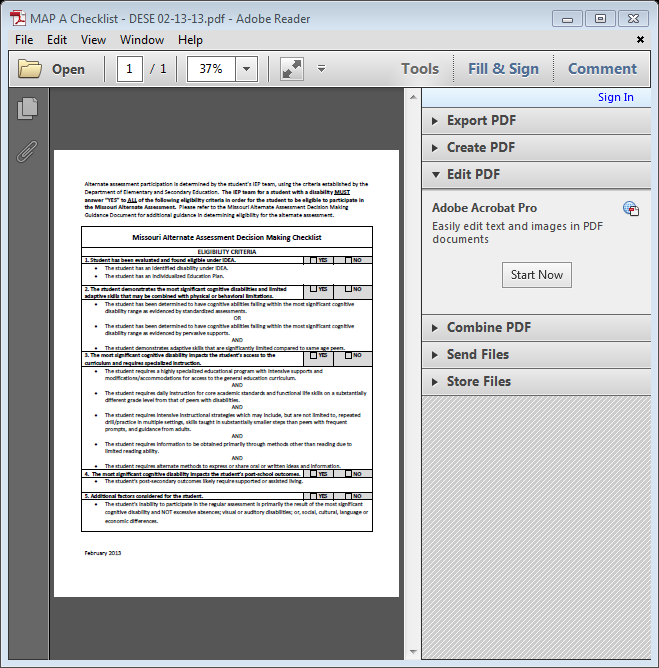 MAP A Checklist - DESE 02-13-13.pdf - Adobe Reader
File Edit View Window Help
Open 1 / 1 37% Tools Fill & Sign Comment
Sign In
Export PDF
Create PDF
Edit PDF
Adobe Acrobat Pro
Easily edit text and images in PDF
documents
Start Now
Combine PDF
Send Files
Store Files
Alternate assessment participation is determined by the student's IEP team, using the criteria established by the
Department of Elementary and Secondary Education. The IEP team for a student with a disability MUST
answer "YES" to ALL of the following eligibility criteria in order for the student to be eligible to participate in
the Missouri Alternate Assessment. Please refer to the Missouri Alternate Assessment Decision Making
Guidance Document for additional guidance in determining eligibility for the alternate assessment.
Missouri Alternate Assessment Decision Making Checklist
ELIGIBILITY CRITERIA
1. Student has been evaluated and found eligible under IDEA. YES NO
• The student has an identified disability under IDEA.
• The student has an Individualized Education Plan.
2. The student demonstrates the most significant cognitive disabilities and limited YES NO
adaptive skills that may be combined with physical or behavioral limitations.
• The student has been determined to have cognitive abilities falling within the most significant cognitive
disability range as evidenced by standardized assessments.
OR
• The student has been determined to have cognitive abilities falling within the most significant cognitive
disability range as evidenced by pervasive supports.
AND
• The student demonstrates adaptive skills that are significantly limited compared to same age peers.
3. The most significant cognitive disability impacts the student's access to the YES NO
curriculum and requires specialized instruction.
• The student requires a highly specialized educational program with intensive supports and
modifications/accommodations for access to the general education curriculum.
AND
• The student requires daily instruction for core academic standards and functional life skills on a substantially
different grade level from that of peers with disabilities.
AND
• The student requires intensive instructional strategies which may include, but are not limited to, repeated
drill/practice in multiple settings, skills taught in substantially smaller steps than peers with frequent
prompts, and guidance from adults.
AND
• The student requires information to be obtained primarily through methods other than reading due to
limited reading ability.
AND
• The student requires alternate methods to express or share oral or written ideas and information.
4. The most significant cognitive disability impacts the student's post-school outcomes. YES NO
• The student's post-secondary outcomes likely require supported or assisted living.
5. Additional factors considered for the student. YES NO
• The student's inability to participate in the regular assessment is primarily the result of the most significant
cognitive disability and NOT excessive absences; visual or auditory disabilities; or, social, cultural, language or
economic differences.
February 2013